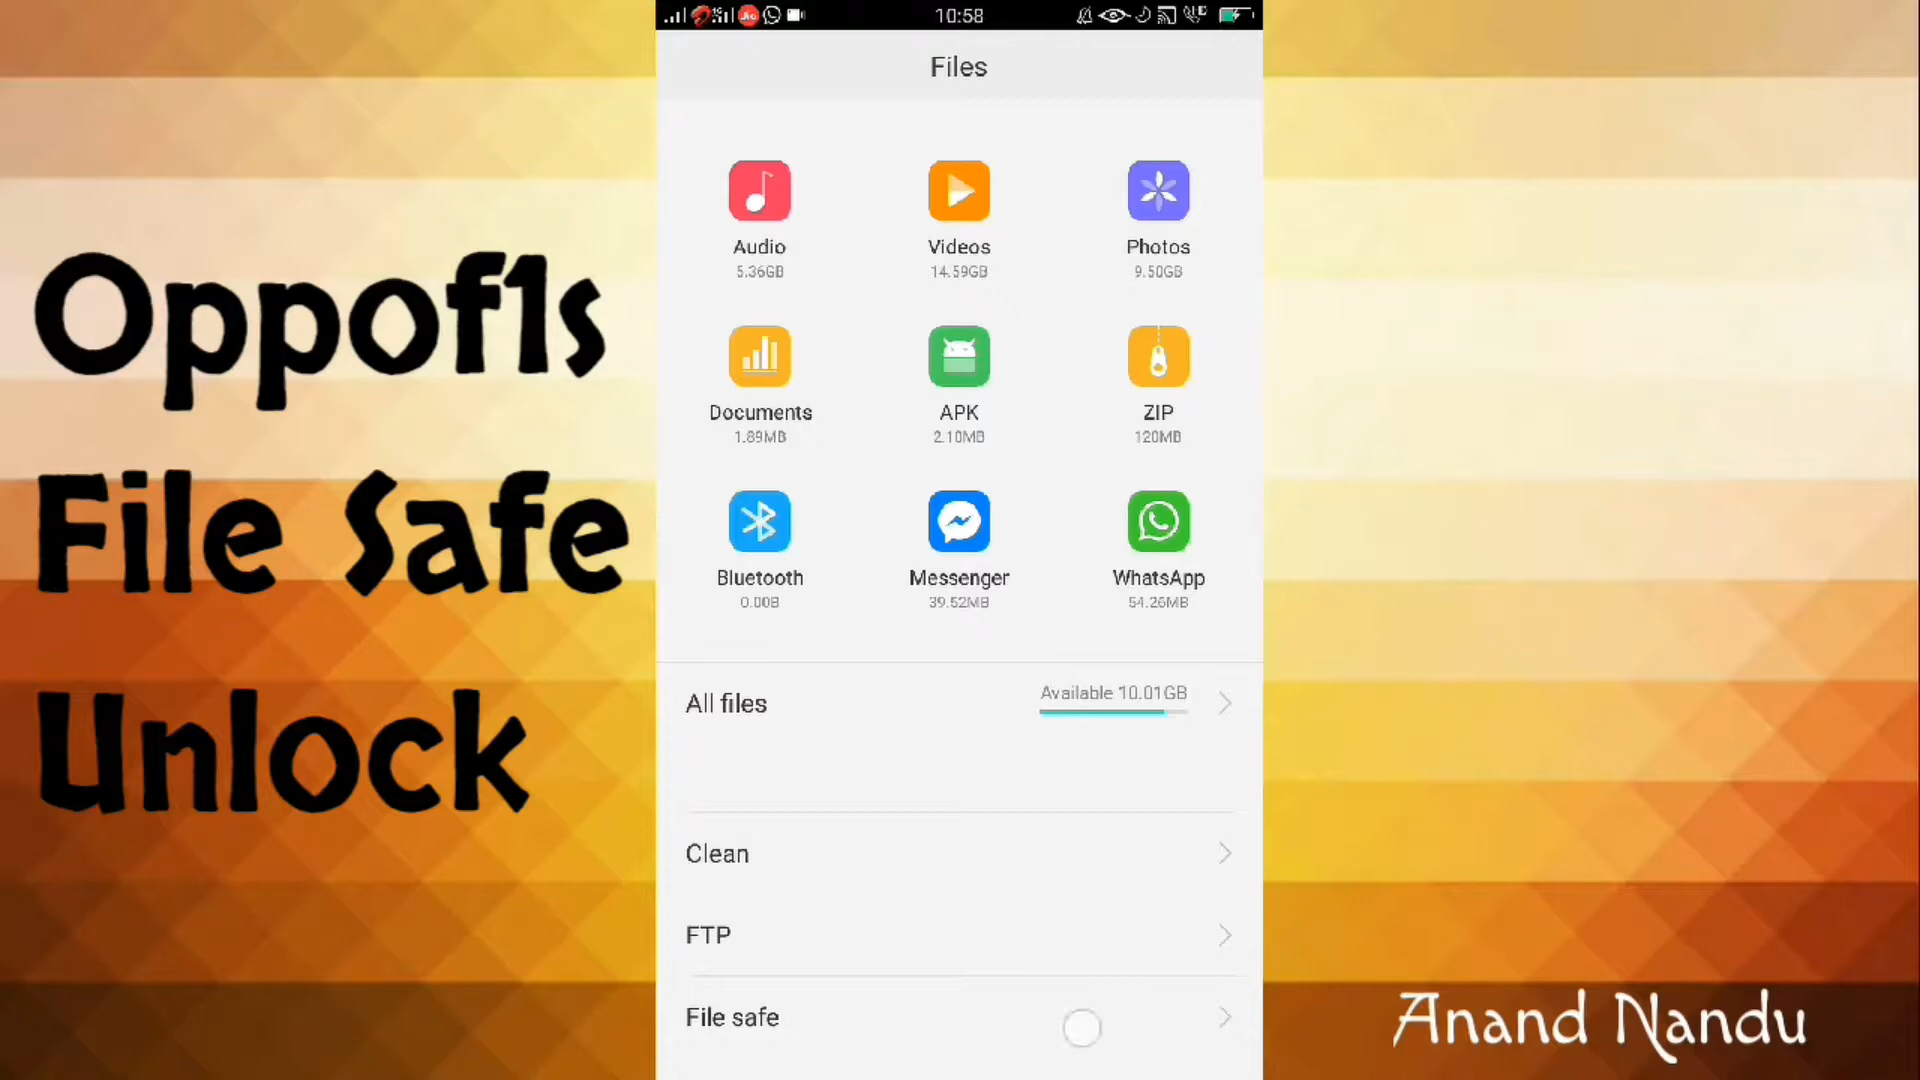 10:58
Files
Audio
5.36GB
Videos
14.59GB
Photos
9.50GB
Documents
1.89MB
APK
2.10MB
ZIP
120MB
Bluetooth
0.00B
Messenger
39.52MB
WhatsApp
54.26MB
All files
Available 10.01GB
Clean
FTP
File safe
Oppof1s
File Safe
Unlock
Anand Nandu